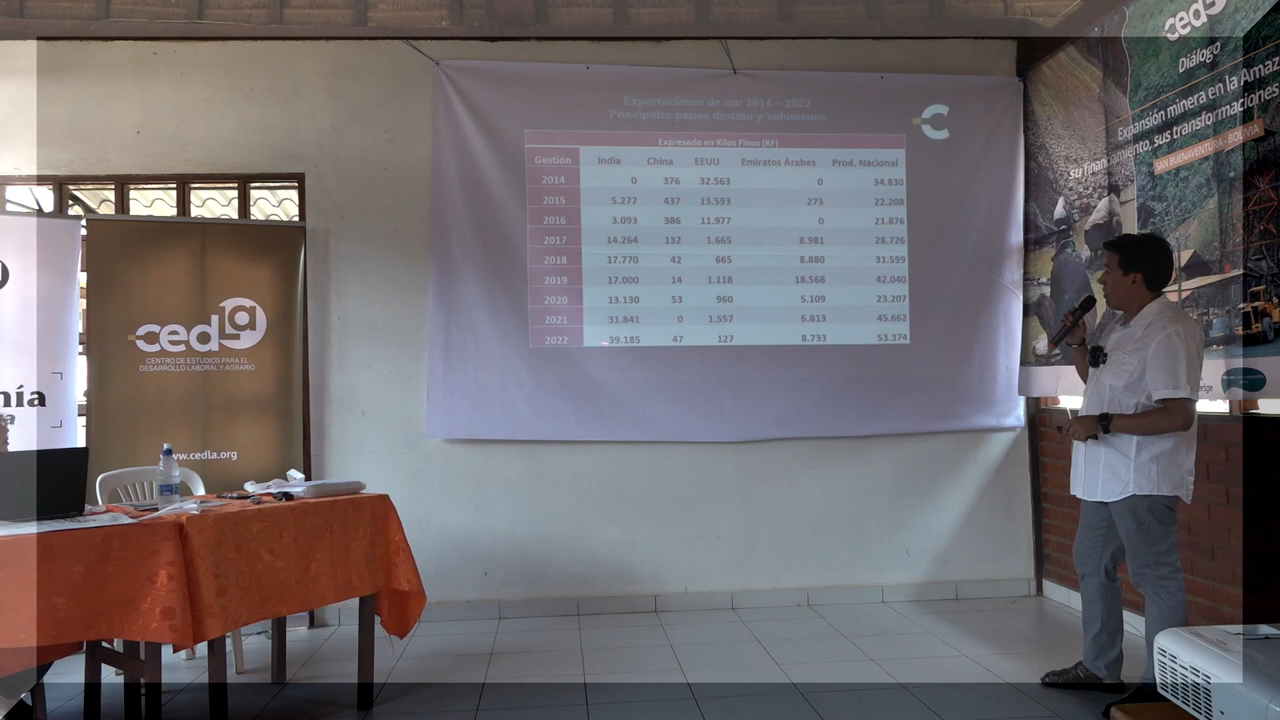 Exportaciones de oro 2014 – 2022
Principales países destino y volúmenes
Expresado en Kilos Finos (KF)
Gestión India China EEUU Emiratos Árabes Prod. Nacional
2014 0 376 32.563 0 34.830
2015 5.277 437 13.593 273 22.208
2016 3.093 386 11.977 0 21.876
2017 14.264 132 1.665 8.981 28.726
2018 17.770 42 665 8.880 31.599
2019 17.000 14 1.118 18.568 42.040
2020 13.130 53 960 5.109 23.207
2021 31.841 0 1.557 6.813 45.662
2022 39.185 47 127 8.733 53.374
cedla
Diálogo
Expansión minera en la Amaz
su financiamiento, sus transformaciones
SAN BUENAVENTURA - BOLIVIA
cedla
CENTRO DE ESTUDIOS PARA EL
DESARROLLO LABORAL Y AGRARIO
www.cedla.org
nía